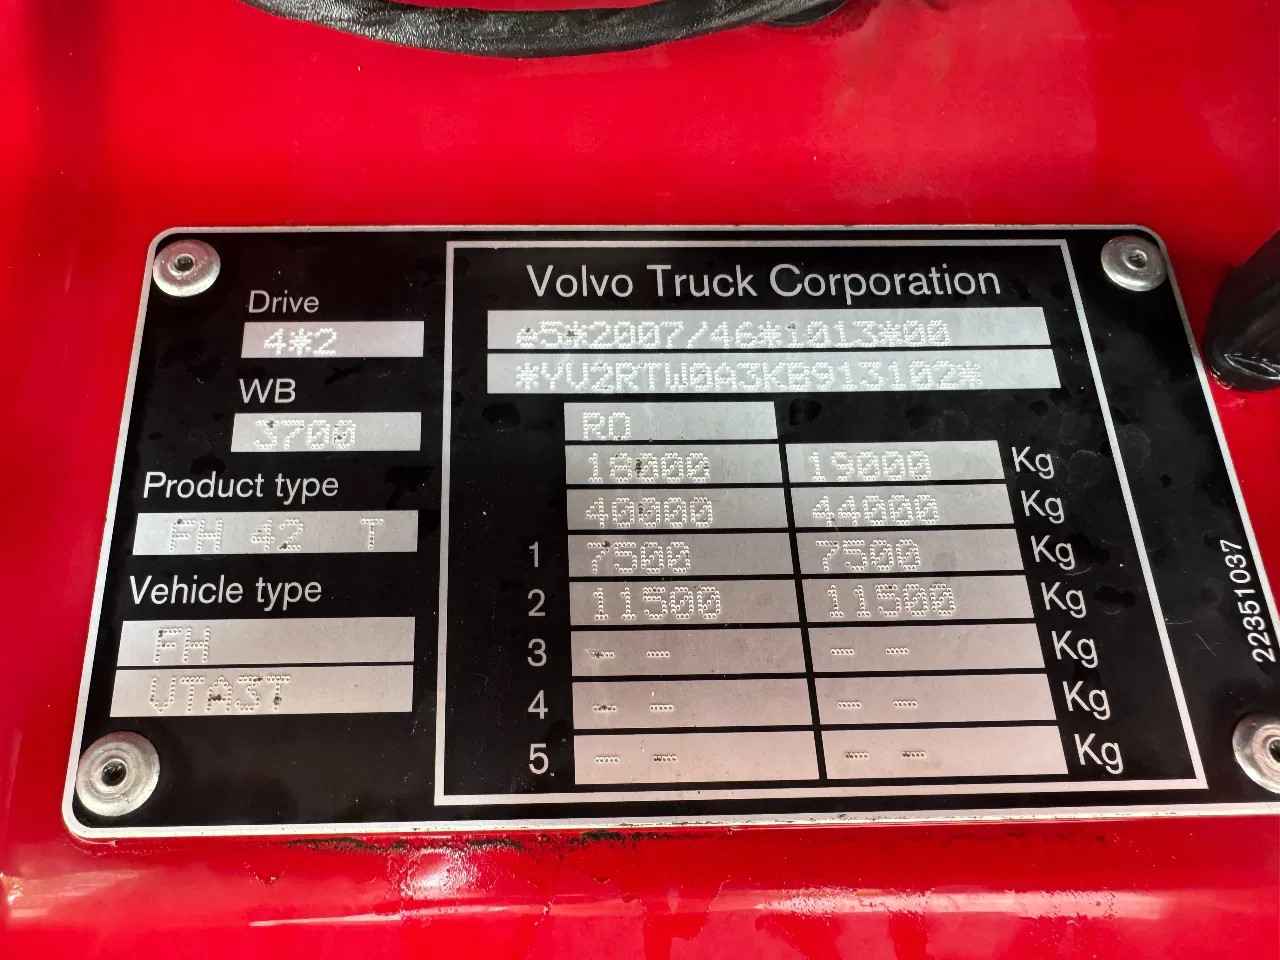 Drive
4*2
WB
3700
Product type
FH 42 T
Vehicle type
FH
VTAST
Volvo Truck Corporation
e5*2007/46*1013*00
*YV2RTW0A3KB913102*
RO
18000 19000 Kg
40000 44000 Kg
1 7500 7500 Kg
2 11500 11500 Kg
3 -- -- -- -- Kg
4 -- -- -- -- Kg
5 -- -- -- -- Kg
22351037